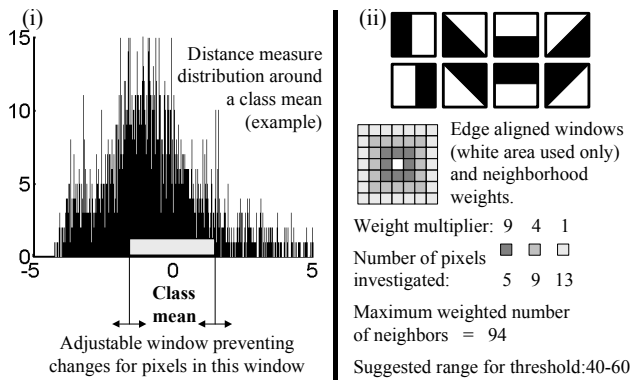 (i)
15
10
5
0
-5
0
5
Distance measure
distribution around
a class mean
(example)
Class
mean
Adjustable window preventing
changes for pixels in this window
(ii)
Edge aligned windows
(white area used only)
and neighborhood
weights.
Weight multiplier: 9 4 1
Number of pixels
investigated: 5 9 13
Maximum weighted number
of neighbors = 94
Suggested range for threshold:40-60